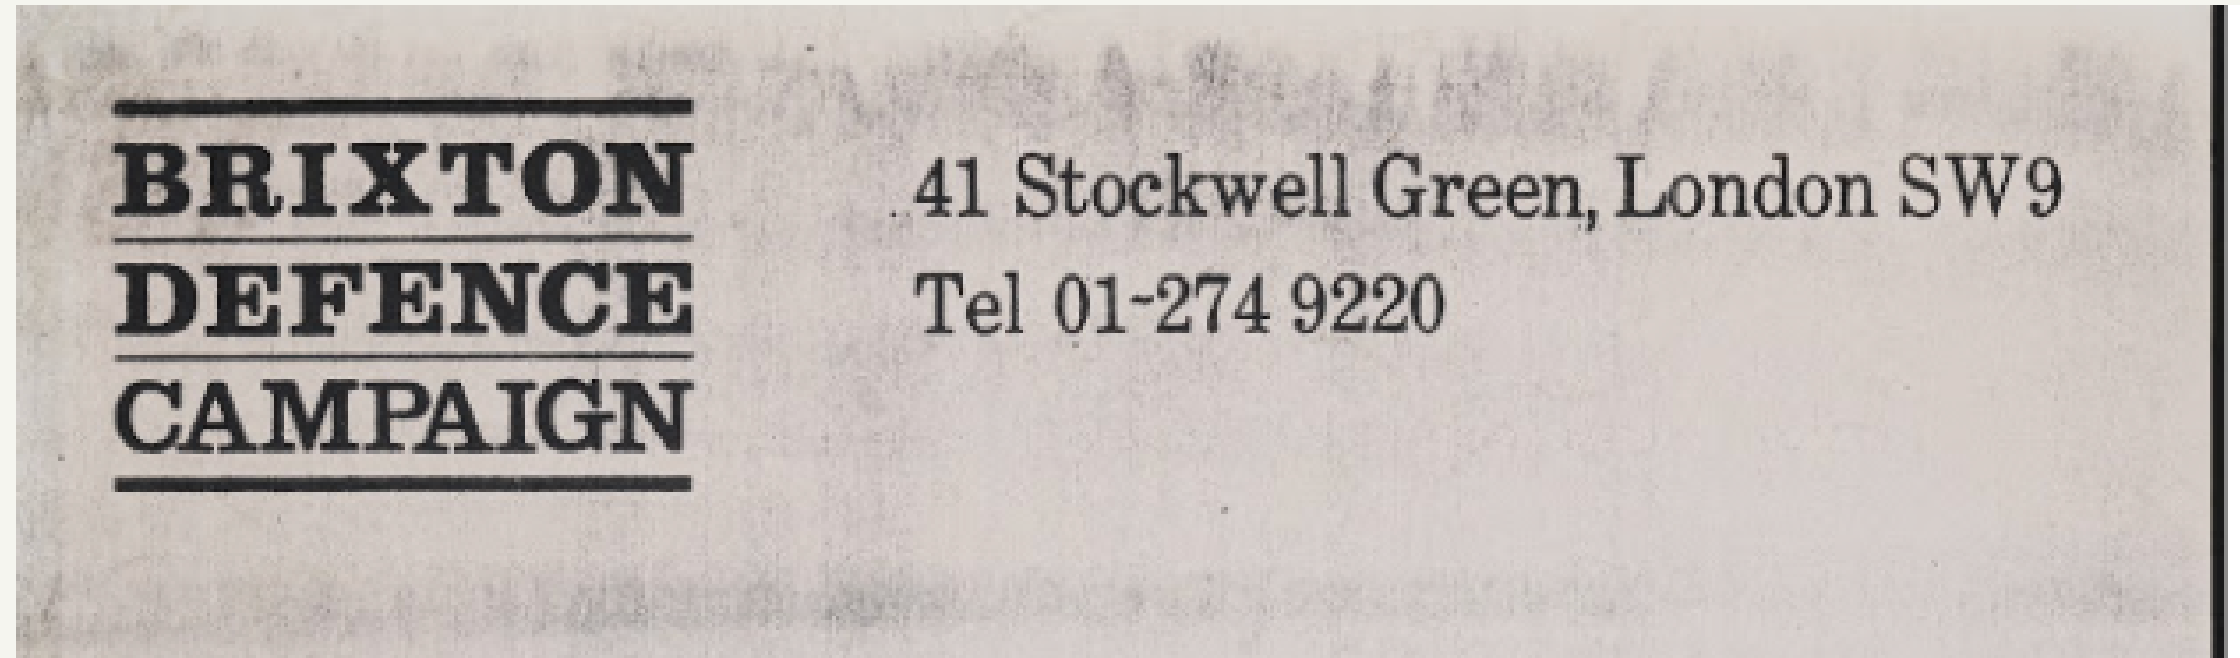 BRIXTON
DEFENCE
CAMPAIGN
41 Stockwell Green, London SW9
Tel 01-274 9220